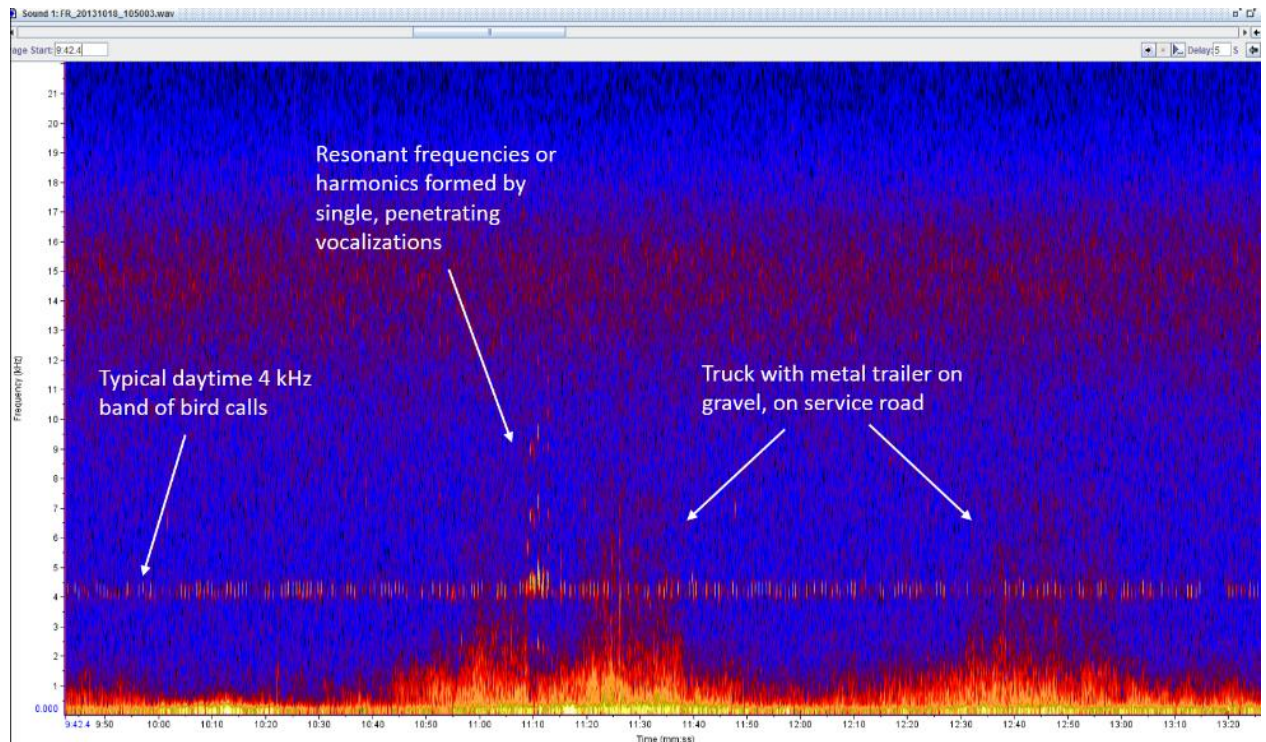 Sound 1: FR_20131018_105003.wav
age Start: 9:42.4
Delay: 5 S
Resonant frequencies or
harmonics formed by
single, penetrating
vocalizations
Typical daytime 4 kHz
band of bird calls
Truck with metal trailer on
gravel, on service road
Frequency (kHz)
21
20
19
18
17
16
15
14
13
12
11
10
9
8
7
6
5
4
3
2
1
0.000
9:42.4 9:50 10:00 10:10 10:20 10:30 10:40 10:50 11:00 11:10 11:20 11:30 11:40 11:50 12:00 12:10 12:20 12:30 12:40 12:50 13:00 13:10 13:20
Time (mm:ss)